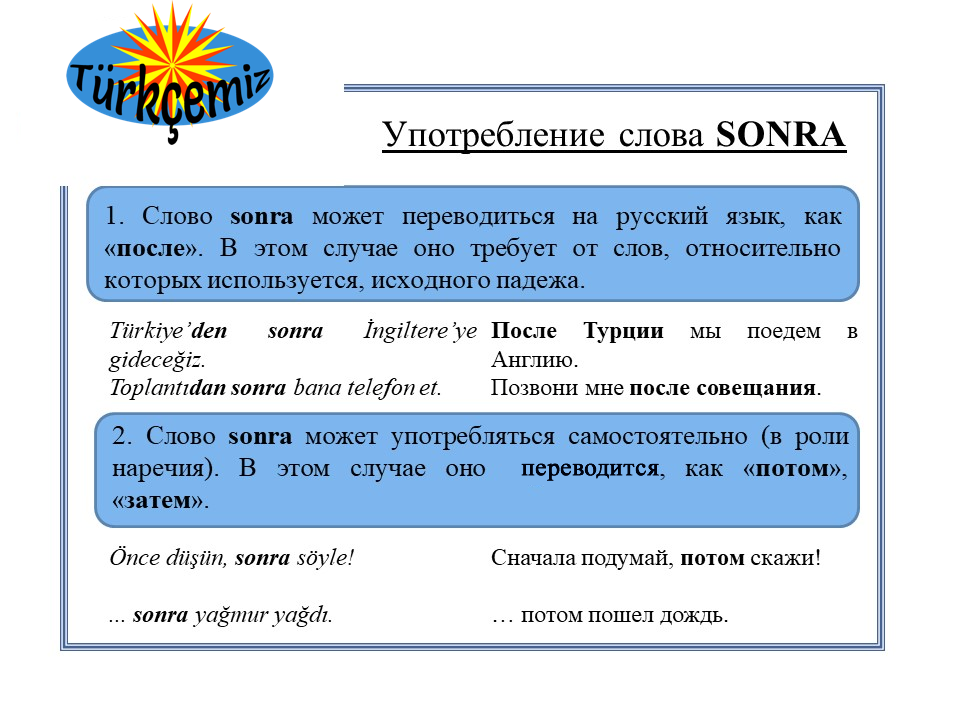 Türkçemiz
Употребление слова SONRA
1. Слово sonra может переводиться на русский язык, как
«после». В этом случае оно требует от слов, относительно
которых используется, исходного падежа.
Türkiye’den sonra İngiltere’ye
gideceğiz.
Toplantıdan sonra bana telefon et.
После Турции мы поедем в
Англию.
Позвони мне после совещания.
2. Слово sonra может употребляться самостоятельно (в роли
наречия). В этом случае оно переводится, как «потом»,
«затем».
Önce düşün, sonra söyle!
Сначала подумай, потом скажи!
... sonra yağmur yağdı.
… потом пошел дождь.